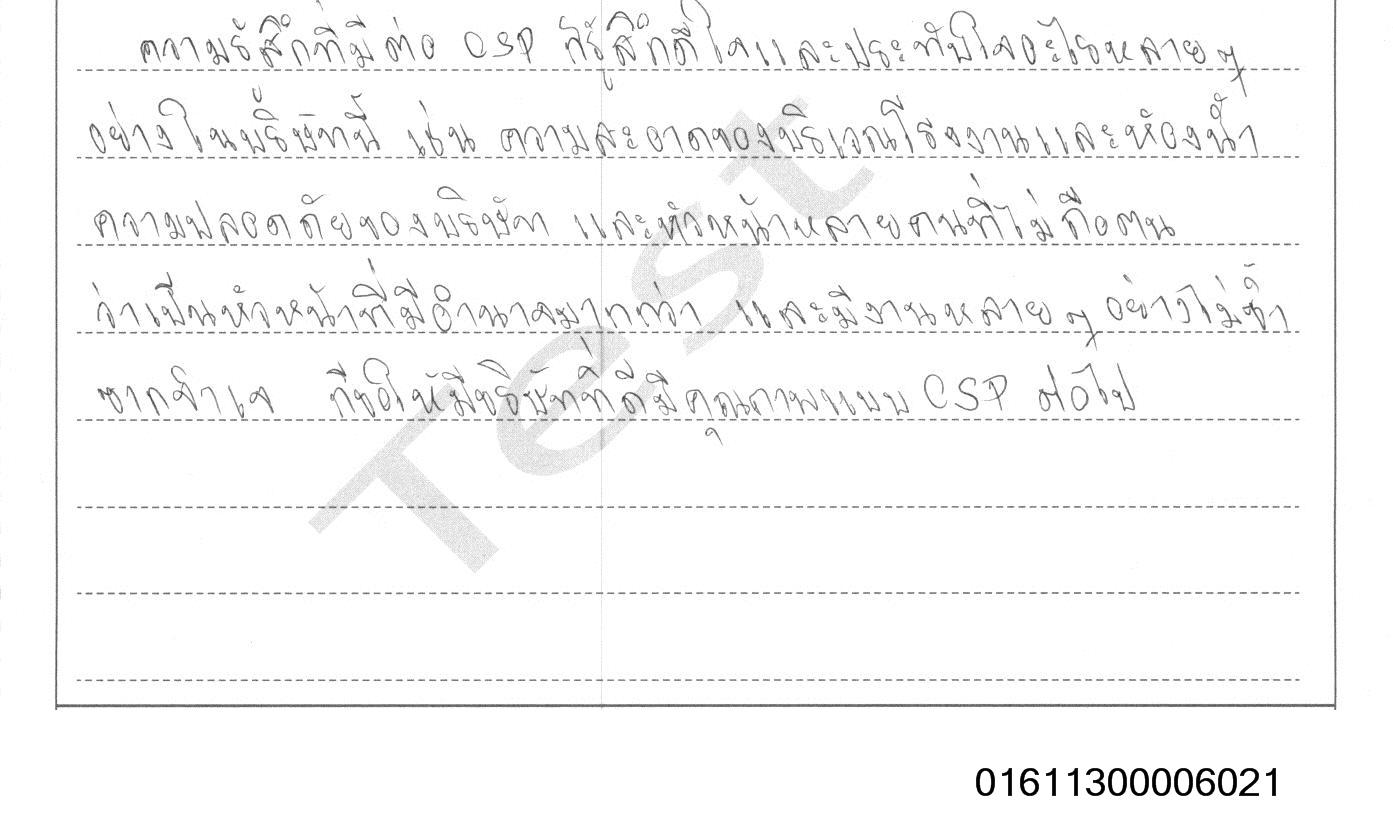 ความรู้สึกที่มีต่อ CSP ก็รู้สึกดีใจและประทับใจอะไรหลาย ๆ
อย่างในบริษัทนี้ เช่น ความสะอาดของบริเวณโรงงานและห้องน้ำ
ความปลอดภัยของบริษัท และหัวหน้าหลายคนที่ไม่ถือตน
ว่าเป็นหัวหน้าที่มีอำนาจมากกว่า และมีงานหลาย ๆ อย่างไม่ซ้ำ
ซากจำเจ ก็ขอให้มีบริษัทที่ดีมีคุณภาพแบบ CSP ต่อไป
Test
01611300006021